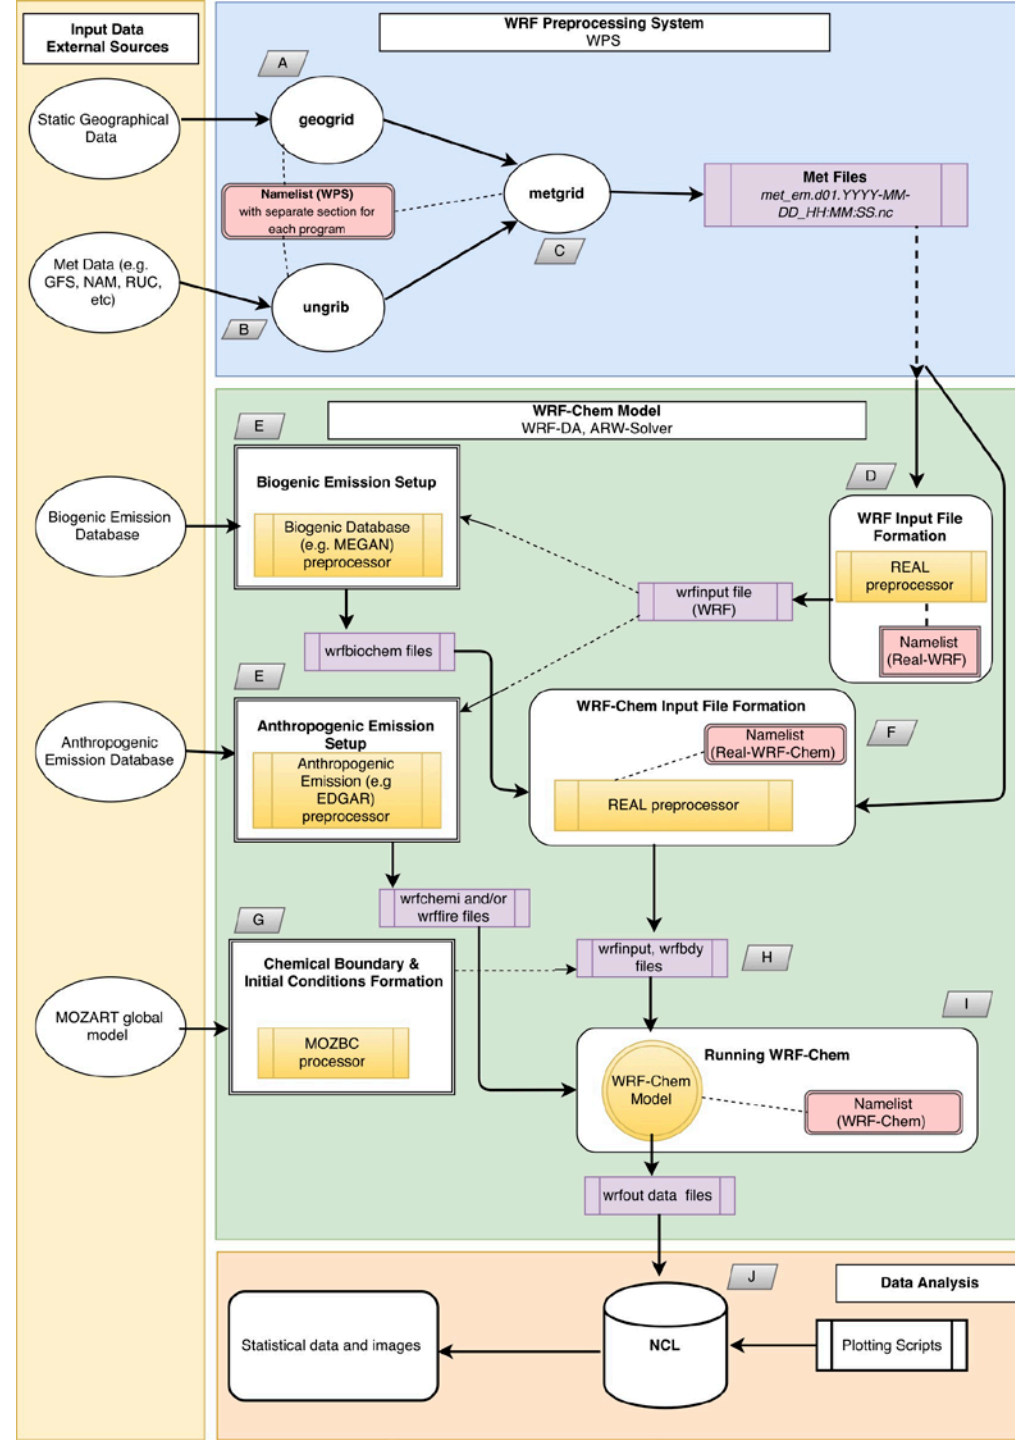 Input Data
External Sources
WRF Preprocessing System
WPS
A
Static Geographical
Data
geogrid
Namelist (WPS)
with separate section for
each program
metgrid
C
Met Files
met_em.d01.YYYY-MM-
DD_HH:MM:SS.nc
Met Data (e.g.
GFS, NAM, RUC,
etc)
ungrib
B
WRF-Chem Model
WRF-DA, ARW-Solver
E
Biogenic Emission Setup
Biogenic Database
(e.g. MEGAN)
preprocessor
Biogenic Emission
Database
D
WRF Input File
Formation
REAL
preprocessor
Namelist
(Real-WRF)
wrfinput file
(WRF)
wrfbiochem files
E
Anthropogenic Emission
Setup
Anthropogenic
Emission (e.g
EDGAR)
preprocessor
Anthropogenic
Emission Database
WRF-Chem Input File Formation
Namelist
(Real-WRF-Chem)
REAL preprocessor
F
wrfchemi and/or
wrffire files
G
Chemical Boundary &
Initial Conditions Formation
MOZBC
processor
MOZART global
model
wrfinput, wrfbdy
files
H
I
Running WRF-Chem
WRF-Chem
Model
Namelist
(WRF-Chem)
wrfout data files
J
Data Analysis
Statistical data and images
NCL
Plotting Scripts